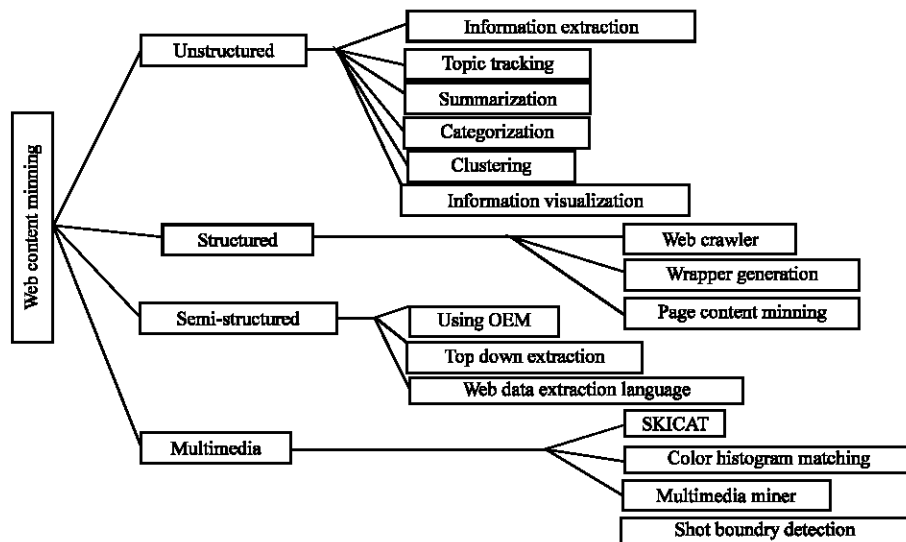 Web content minning
Unstructured
Information extraction
Topic tracking
Summarization
Categorization
Clustering
Information visualization
Structured
Web crawler
Wrapper generation
Page content minning
Semi-structured
Using OEM
Top down extraction
Web data extraction language
Multimedia
SKICAT
Color histogram matching
Multimedia miner
Shot boundry detection